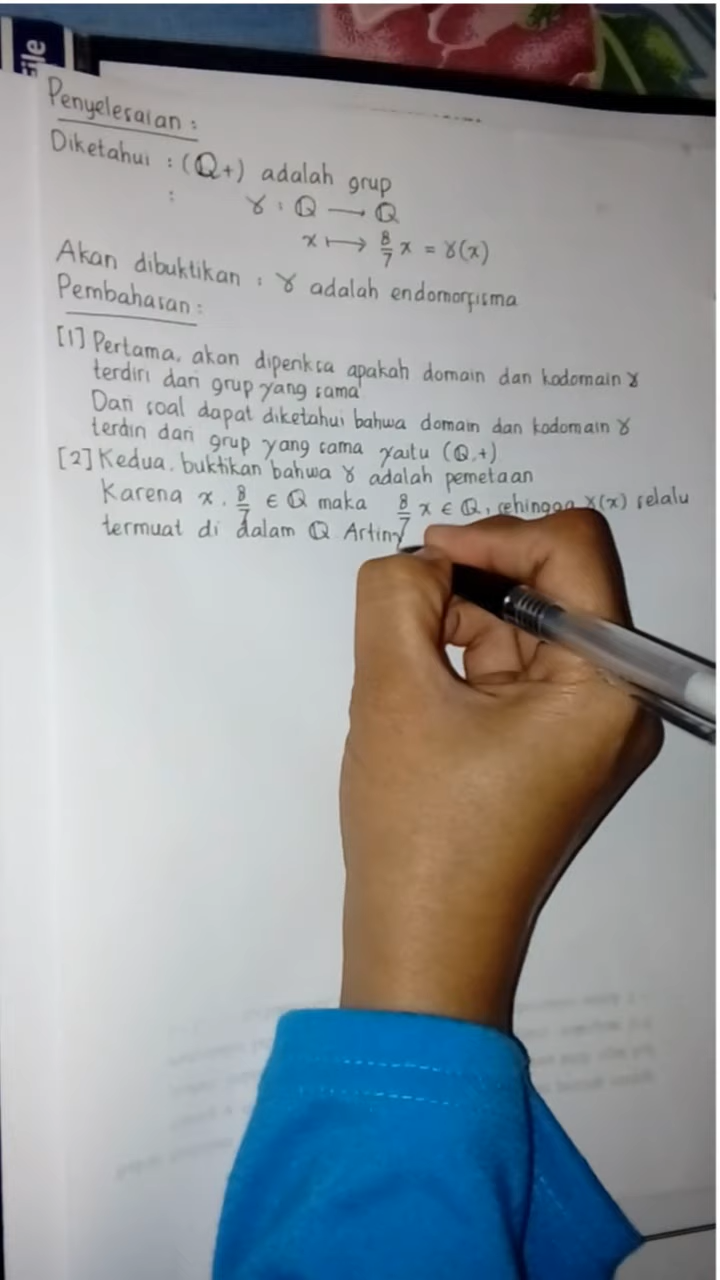 file
Penyelesaian :
Diketahui : (Q+) adalah grup
: γ : Q → Q
x ↦ 8/7 x = γ(x)
Akan dibuktikan : γ adalah endomorfisma
Pembahasan :
[1] Pertama, akan diperiksa apakah domain dan kodomain γ
terdiri dari grup yang sama
Dari soal dapat diketahui bahwa domain dan kodomain γ
terdiri dari grup yang sama yaitu (Q,+)
[2] Kedua, buktikan bahwa γ adalah pemetaan
Karena x, 8/7 ∈ Q maka 8/7 x ∈ Q, sehingga γ(x) selalu
termuat di dalam Q Artiny